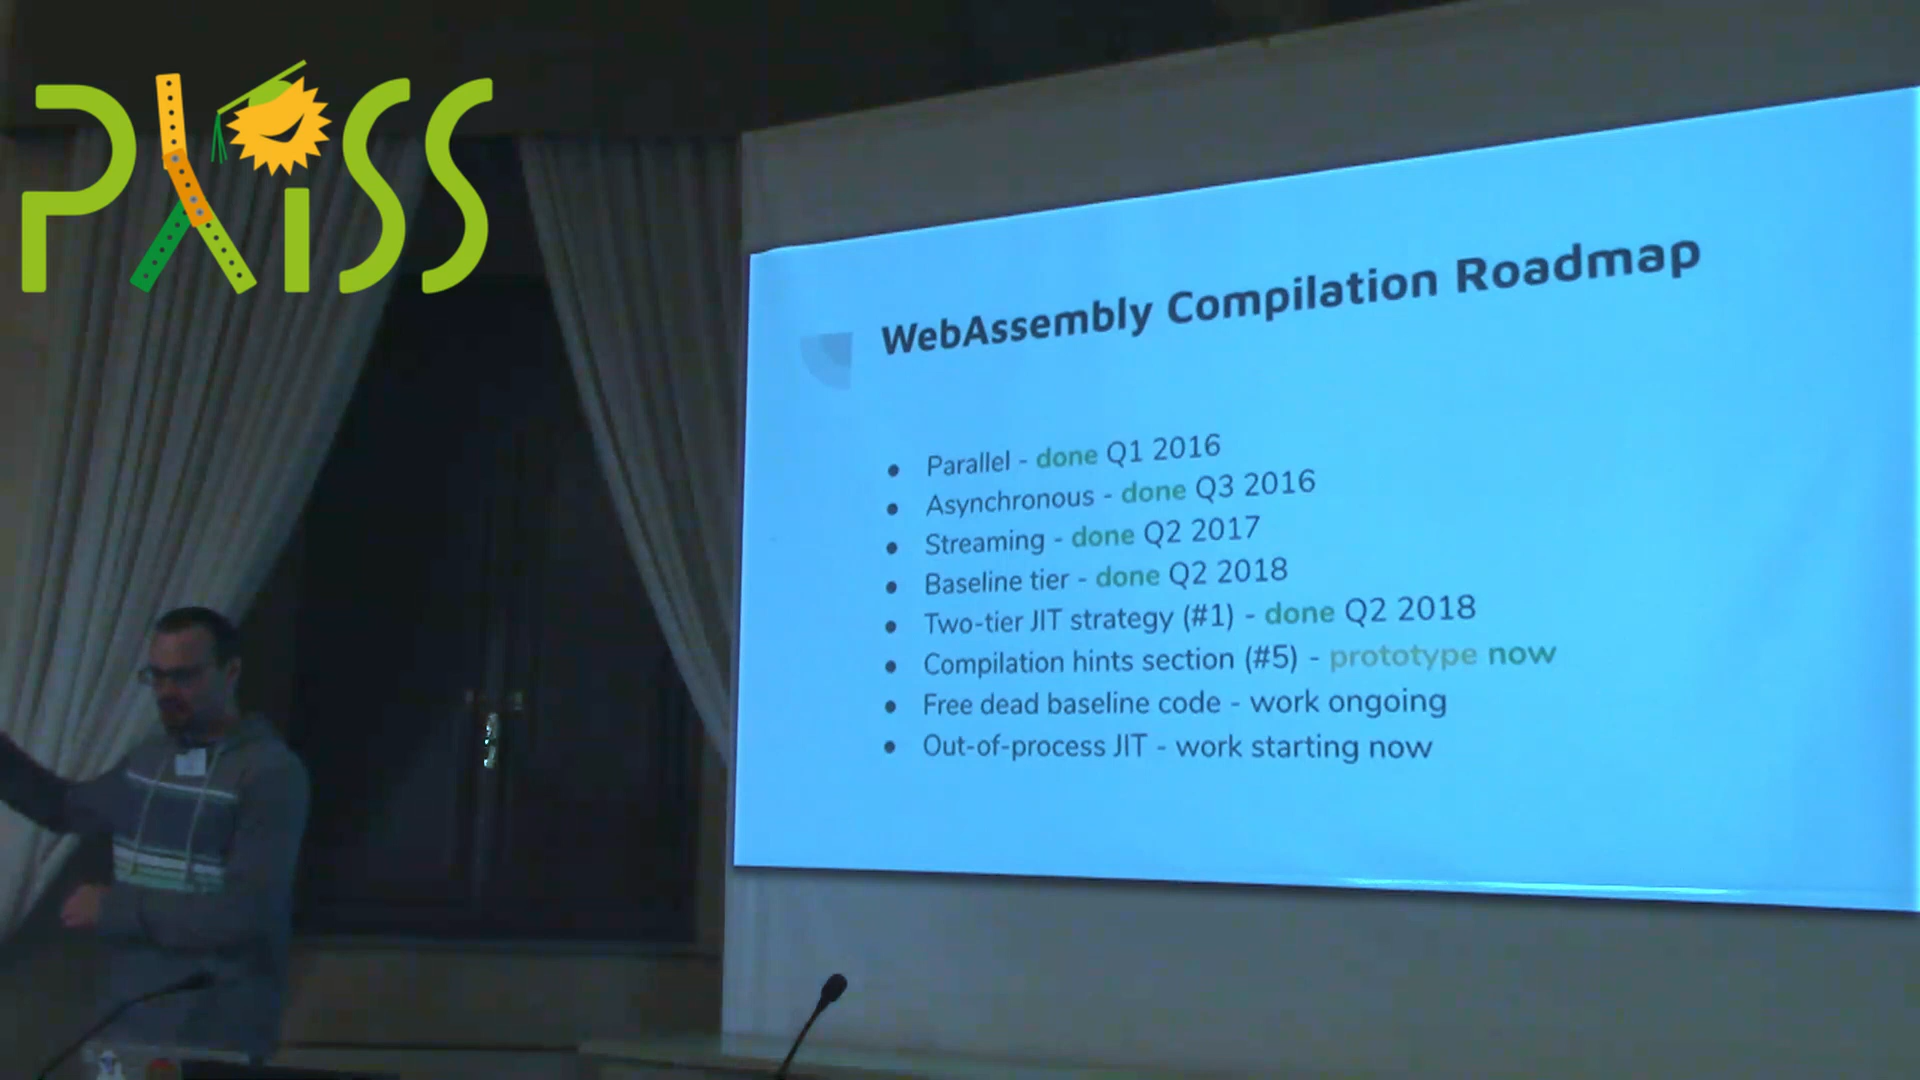 PLISS
WebAssembly Compilation Roadmap
● Parallel - done Q1 2016
● Asynchronous - done Q3 2016
● Streaming - done Q2 2017
● Baseline tier - done Q2 2018
● Two-tier JIT strategy (#1) - done Q2 2018
● Compilation hints section (#5) - prototype now
● Free dead baseline code - work ongoing
● Out-of-process JIT - work starting now